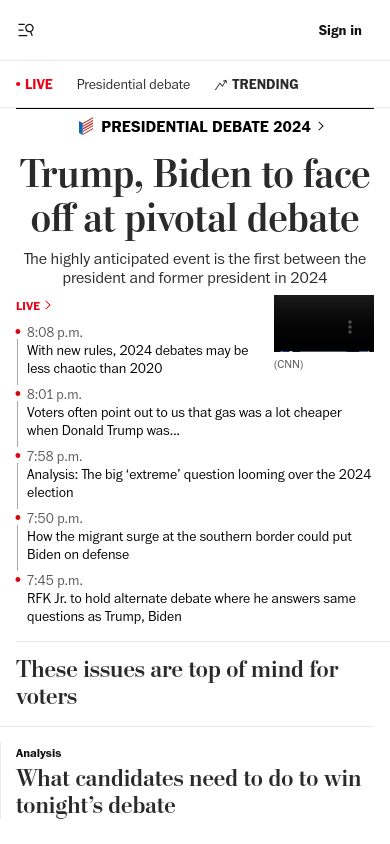 Sign in
LIVE
Presidential debate
TRENDING
PRESIDENTIAL DEBATE 2024
Trump, Biden to face
off at pivotal debate
The highly anticipated event is the first between the
president and former president in 2024
LIVE
(CNN)
8:08 p.m.
With new rules, 2024 debates may be
less chaotic than 2020
8:01 p.m.
Voters often point out to us that gas was a lot cheaper
when Donald Trump was...
7:58 p.m.
Analysis: The big ‘extreme’ question looming over the 2024
election
7:50 p.m.
How the migrant surge at the southern border could put
Biden on defense
7:45 p.m.
RFK Jr. to hold alternate debate where he answers same
questions as Trump, Biden
These issues are top of mind for
voters
Analysis
What candidates need to do to win
tonight’s debate